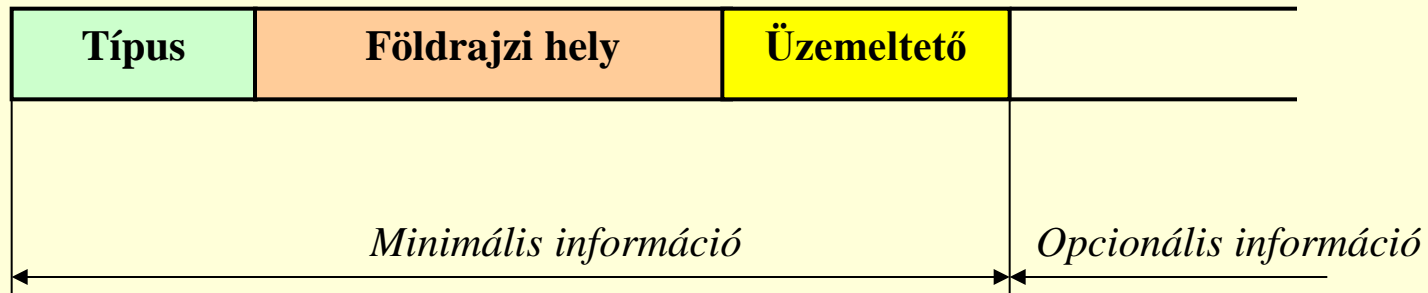 Típus Földrajzi hely Üzemeltető
Minimális információ Opcionális információ